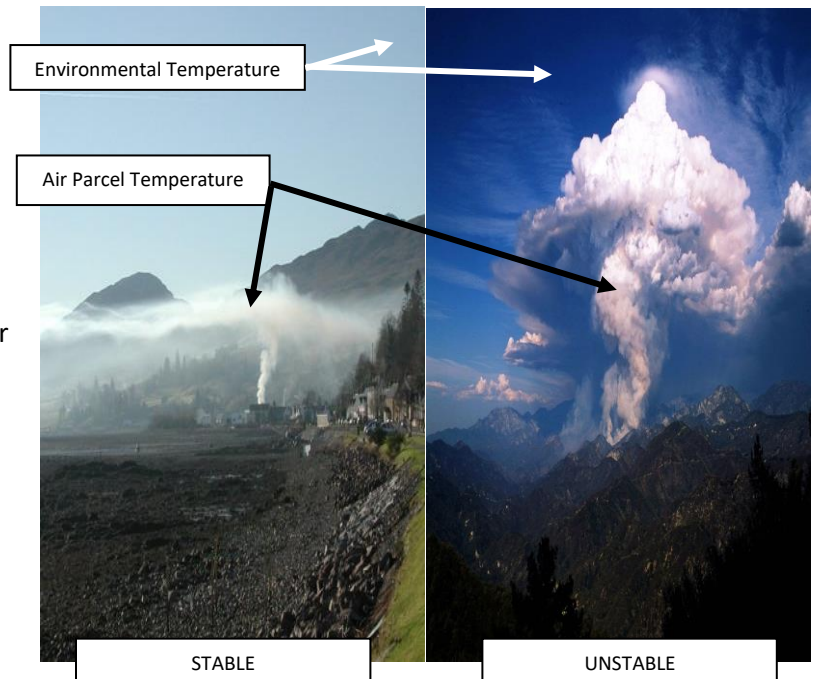 Environmental Temperature
Air Parcel Temperature
r
STABLE
UNSTABLE